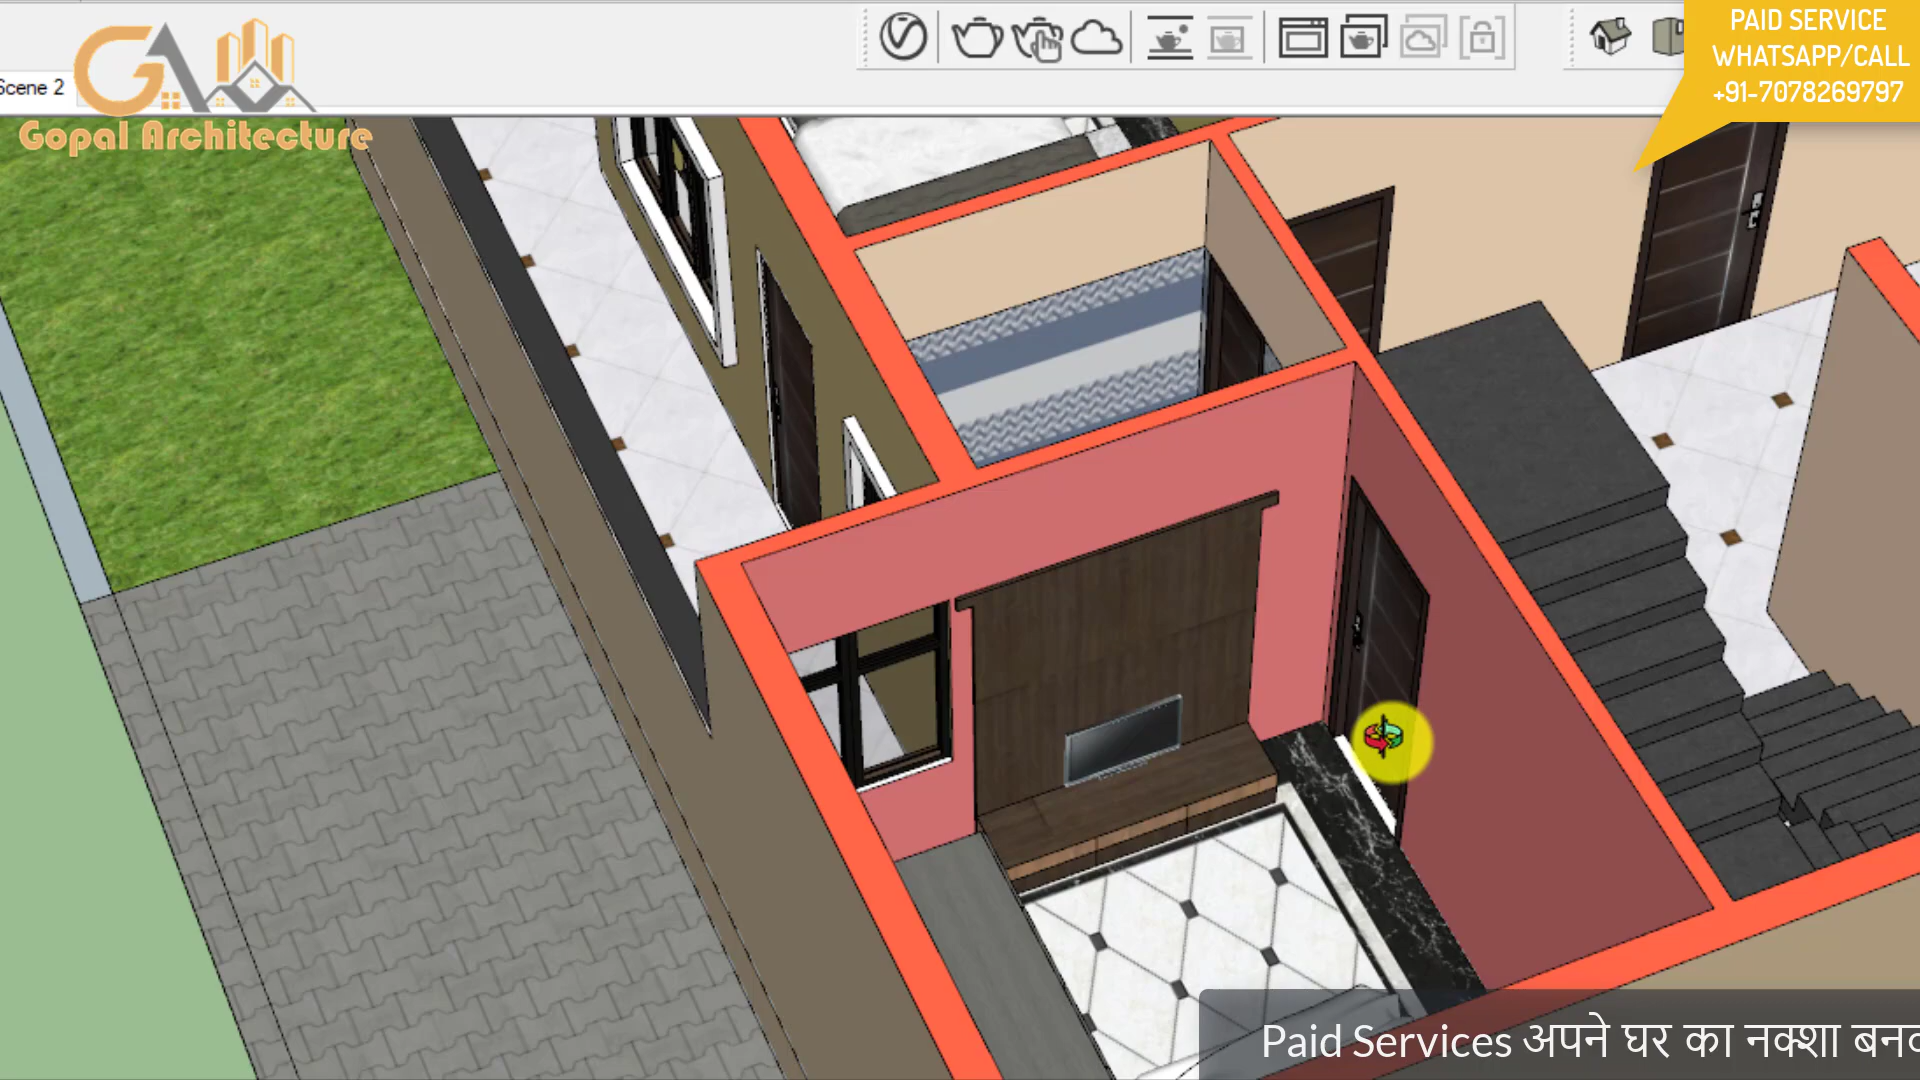 PAID SERVICE
WHATSAPP/CALL
+91-7078269797
Scene 2
Gopal Architecture
Paid Services अपने घर का नक्शा